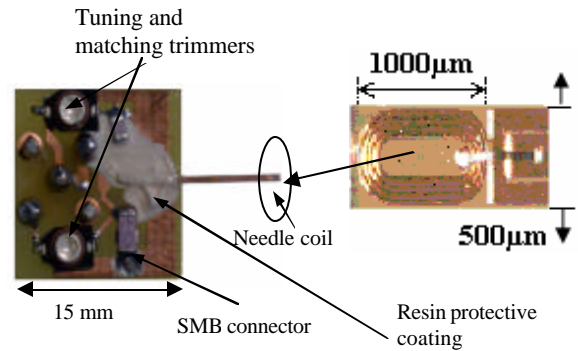 Tuning and
matching trimmers
1000µm
Needle coil
500µm
15 mm
SMB connector
Resin protective
coating